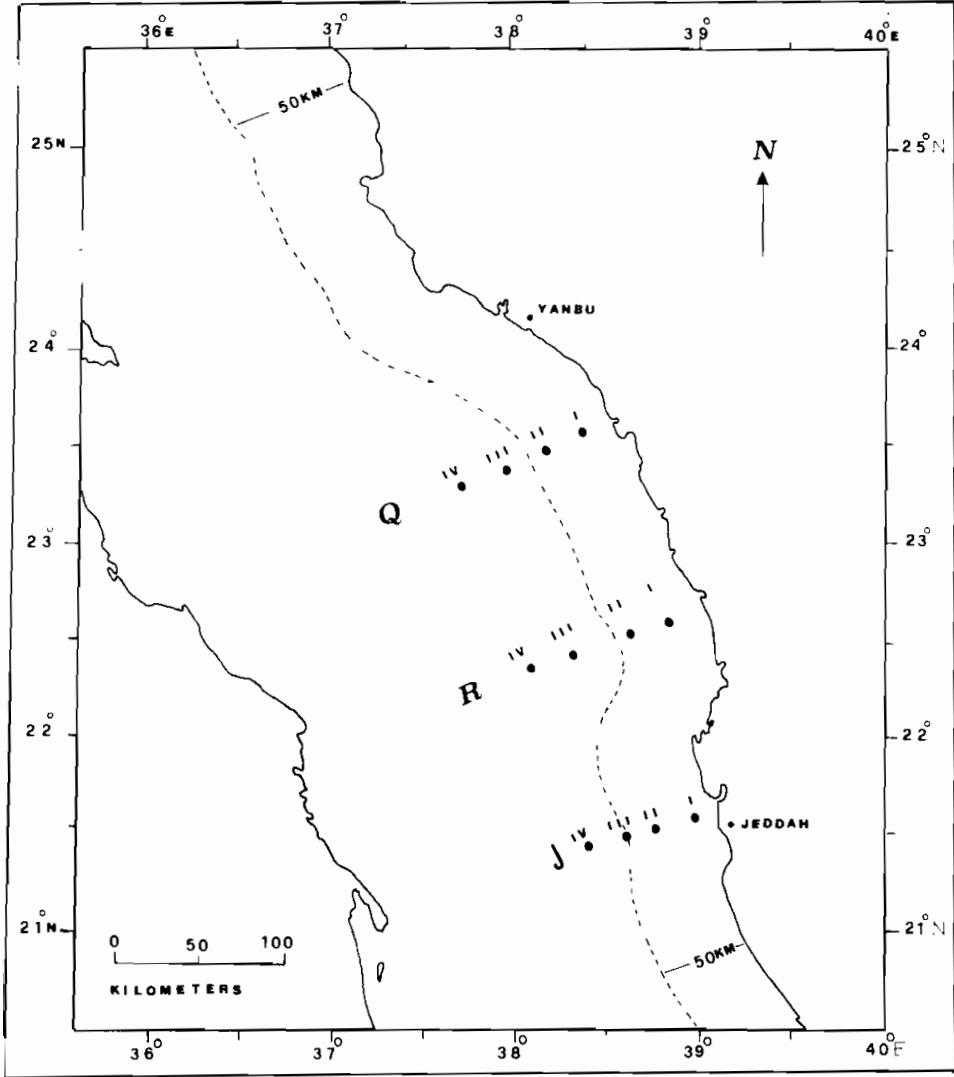 36°E 37° 38° 39° 40°E
50KM
25N 25°N
N
YANBU
24° 24°
I
II
III
IV
Q
23° 23°
I
II
III
IV
R
22° 22°
I
II
III
IV
JEDDAH
J
21°N 21°N
0 50 100
50KM
KILOMETERS
36° 37° 38° 39° 40°E